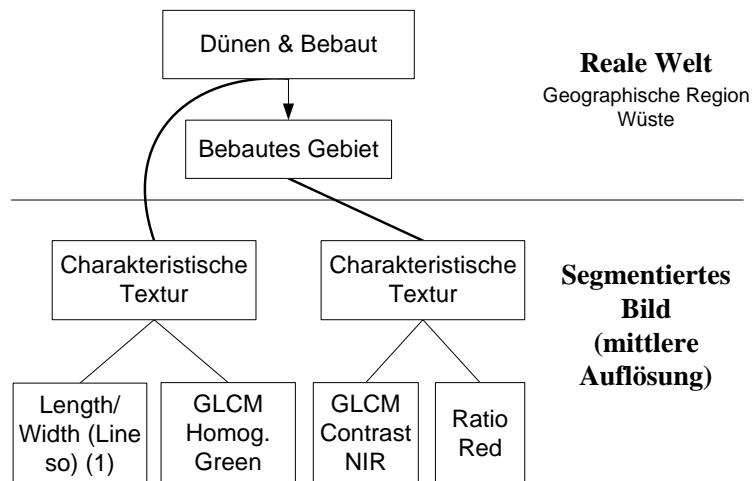 Dünen & Bebaut
Reale Welt
Geographische Region
Wüste
Bebautes Gebiet
Charakteristische
Textur
Charakteristische
Textur
Segmentiertes
Bild
(mittlere
Auflösung)
Length/
Width (Line
so) (1)
GLCM
Homog.
Green
GLCM
Contrast
NIR
Ratio
Red